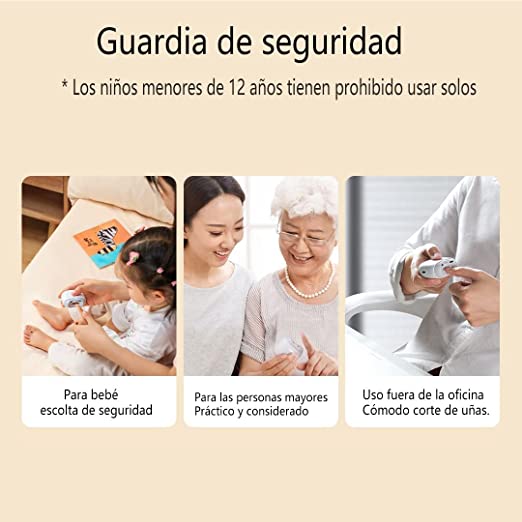 Guardia de seguridad
* Los niños menores de 12 años tienen prohibido usar solos
Para bebé
escolta de seguridad
Para las personas mayores
Práctico y considerado
Uso fuera de la oficina
Cómodo corte de uñas.